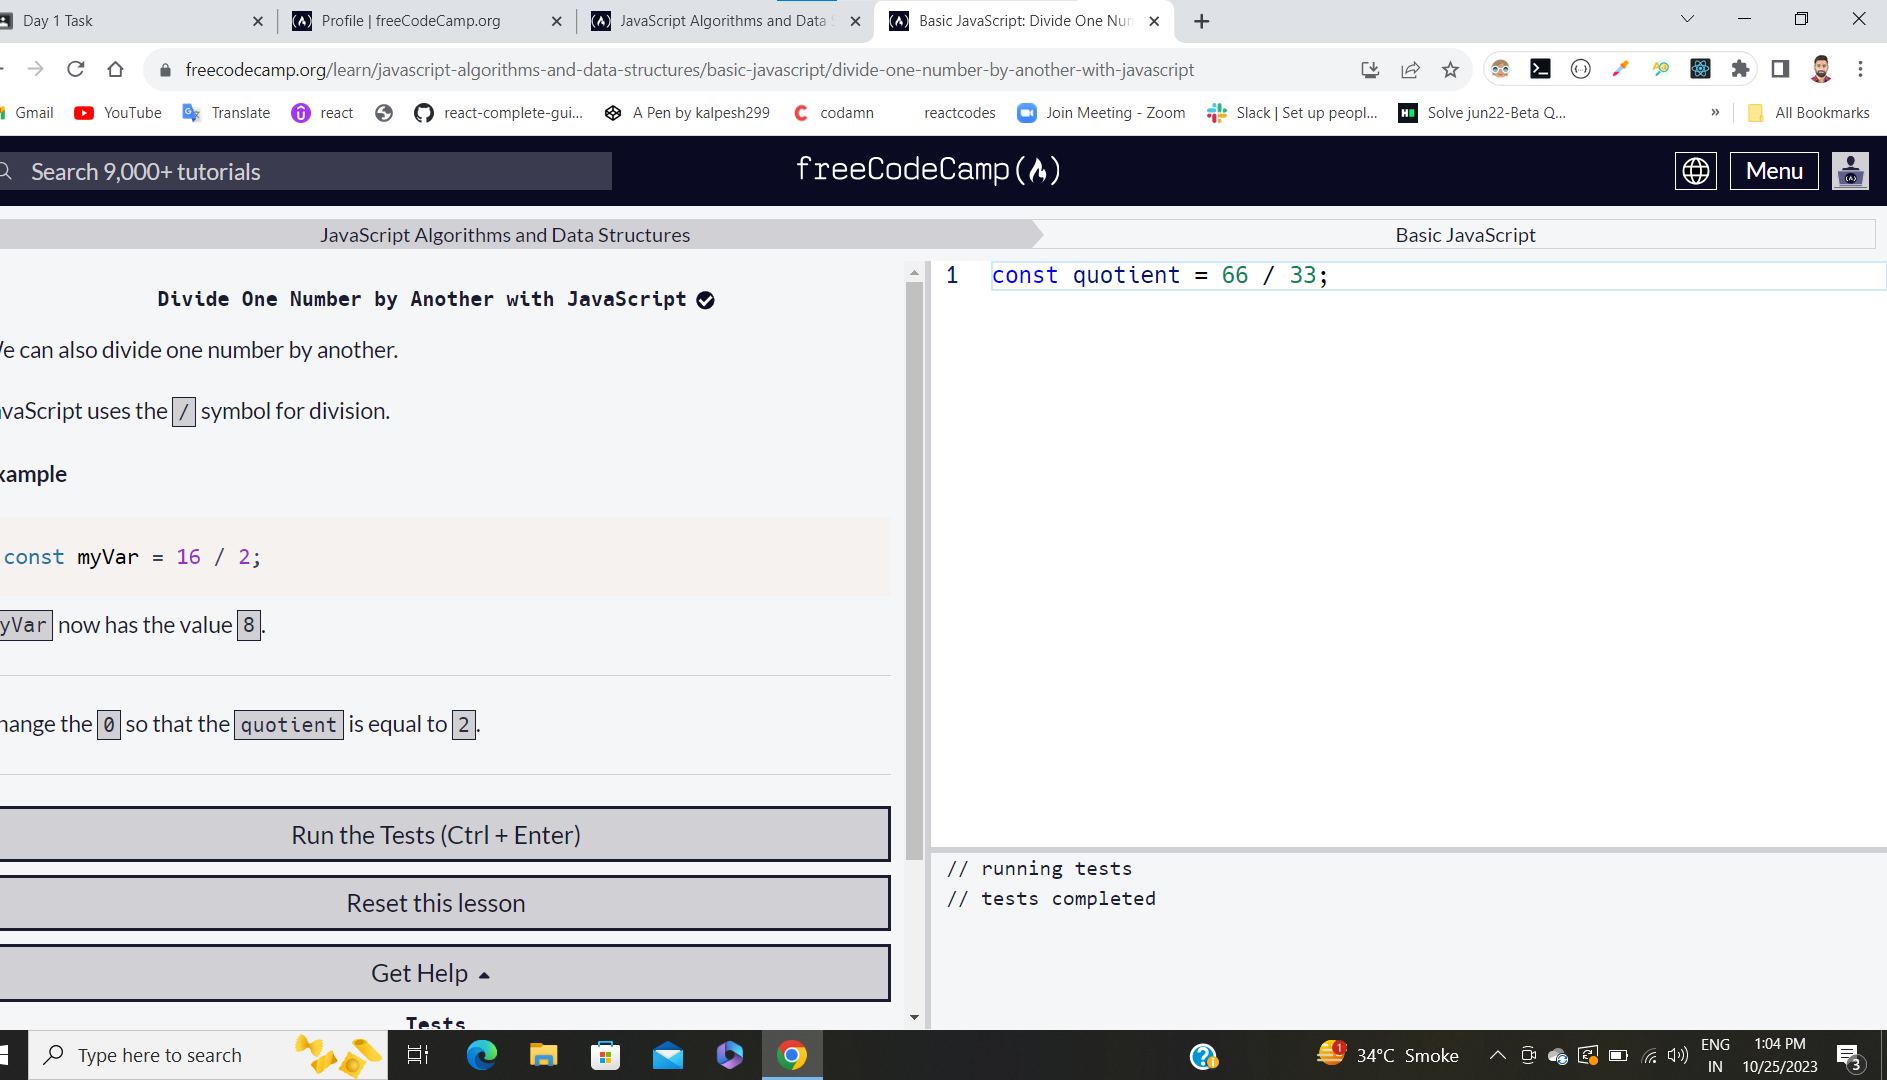 Day 1 Task
Profile | freeCodeCamp.org
JavaScript Algorithms and Data
Basic JavaScript: Divide One Num
freecodecamp.org/learn/javascript-algorithms-and-data-structures/basic-javascript/divide-one-number-by-another-with-javascript
Gmail
YouTube
Translate
react
react-complete-gui...
A Pen by kalpesh299
codamn
reactcodes
Join Meeting - Zoom
Slack | Set up peopl...
Solve jun22-Beta Q...
»
All Bookmarks
Search 9,000+ tutorials
freeCodeCamp
Menu
JavaScript Algorithms and Data Structures
Basic JavaScript
Divide One Number by Another with JavaScript
e can also divide one number by another.
vaScript uses the / symbol for division.
xample
const myVar = 16 / 2;
yVar now has the value 8.
hange the 0 so that the quotient is equal to 2.
Run the Tests (Ctrl + Enter)
Reset this lesson
Get Help
Tests
1 const quotient = 66 / 33;
// running tests
// tests completed
Type here to search
1
34°C Smoke
ENG
IN
1:04 PM
10/25/2023
3